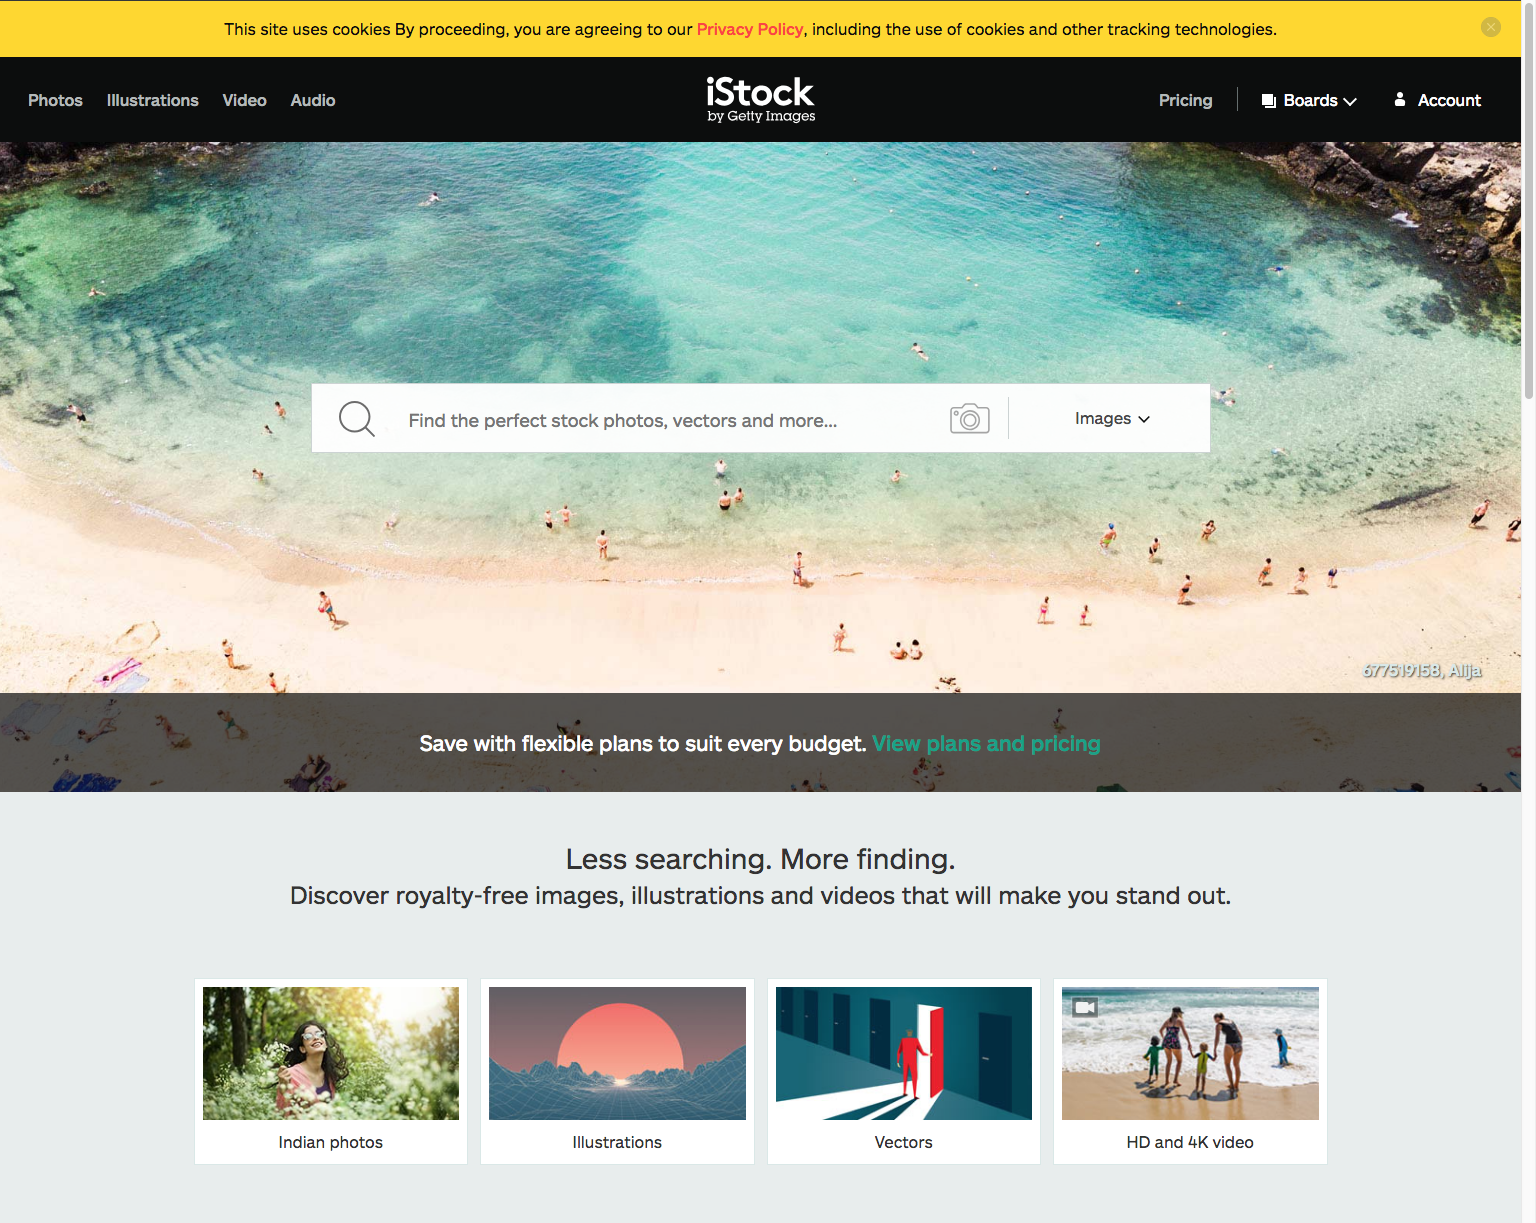 This site uses cookies By proceeding, you are agreeing to our Privacy Policy, including the use of cookies and other tracking technologies.
Photos Illustrations Video Audio
iStock
by Getty Images
Pricing Boards Account
Find the perfect stock photos, vectors and more...
Images
677519158, Alija
Save with flexible plans to suit every budget. View plans and pricing
Less searching. More finding.
Discover royalty-free images, illustrations and videos that will make you stand out.
Indian photos
Illustrations
Vectors
HD and 4K video